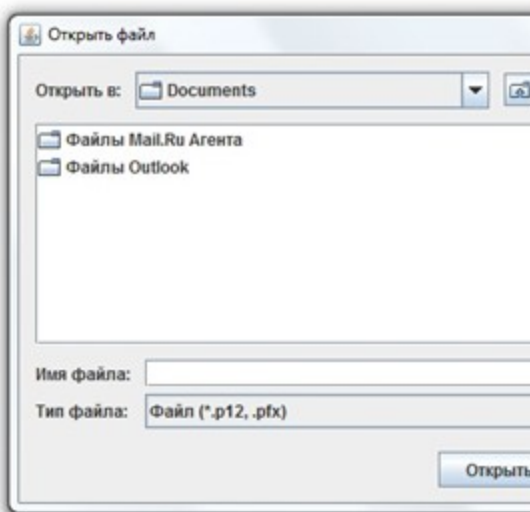 Открыть файл
Открыть в: Documents
Файлы Mail.Ru Агента
Файлы Outlook
Имя файла:
Тип файла: Файл (*.p12, .pfx)
Открыть